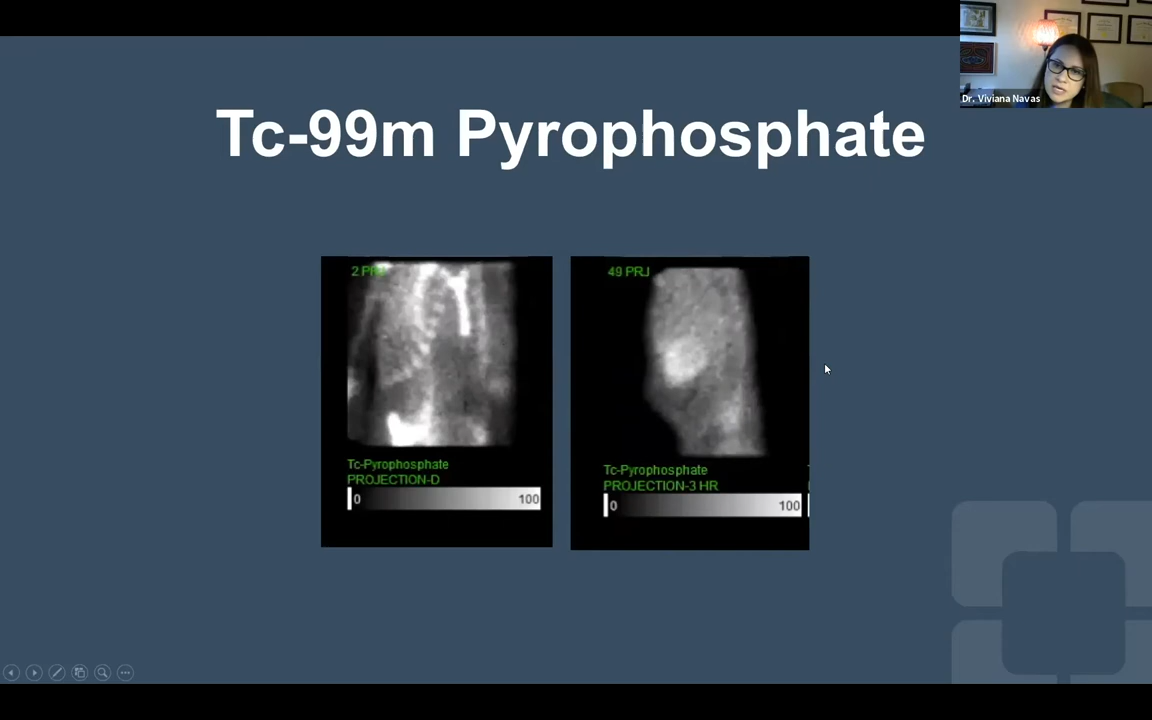 Dr. Viviana Navas
Tc-99m Pyrophosphate
2 PRJ
Tc-Pyrophosphate
PROJECTION-D
0 100
49 PRJ
Tc-Pyrophosphate
PROJECTION-3 HR
0 100